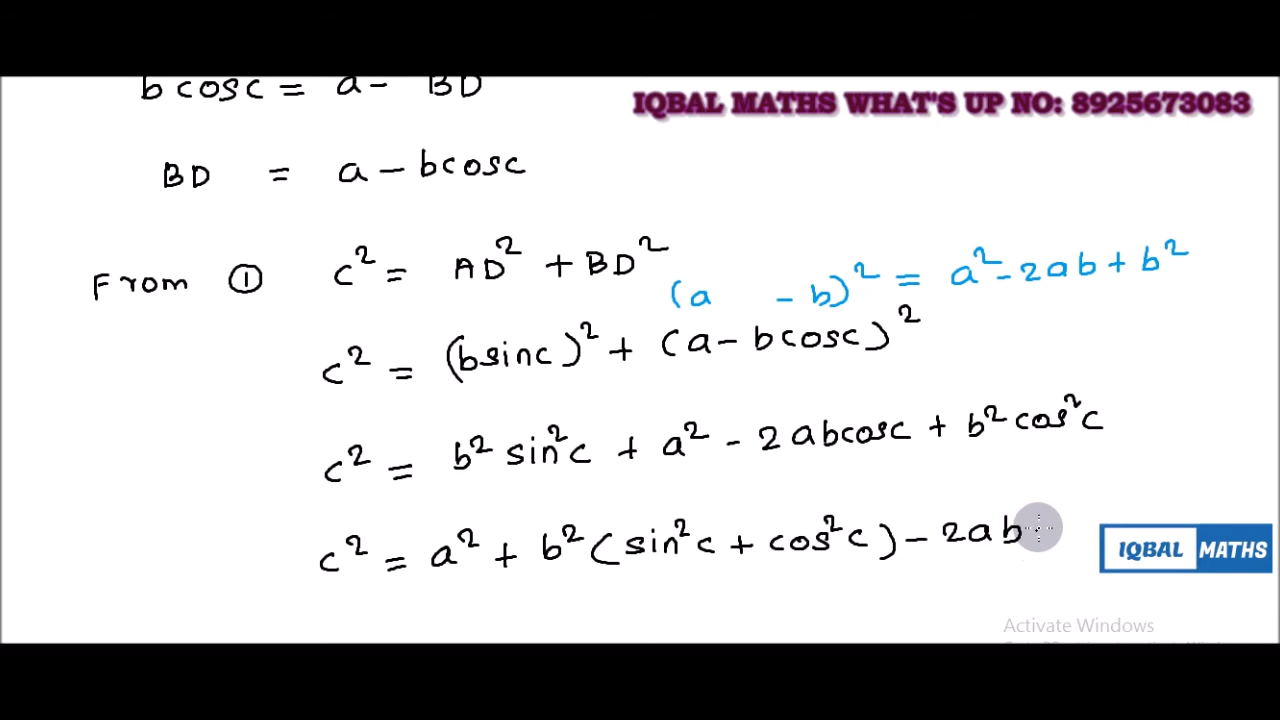 b cosc = a - BD
IQBAL MATHS WHAT'S UP NO: 8925673083
BD = a - bcosc
From ① c² = AD² + BD²
(a - b)² = a² - 2ab + b²
c² = (bsinc)² + (a - bcosc)²
c² = b² sin²c + a² - 2abcosc + b² cos²c
c² = a² + b² (sin²c + cos²c) - 2ab
IQBAL MATHS
Activate Windows